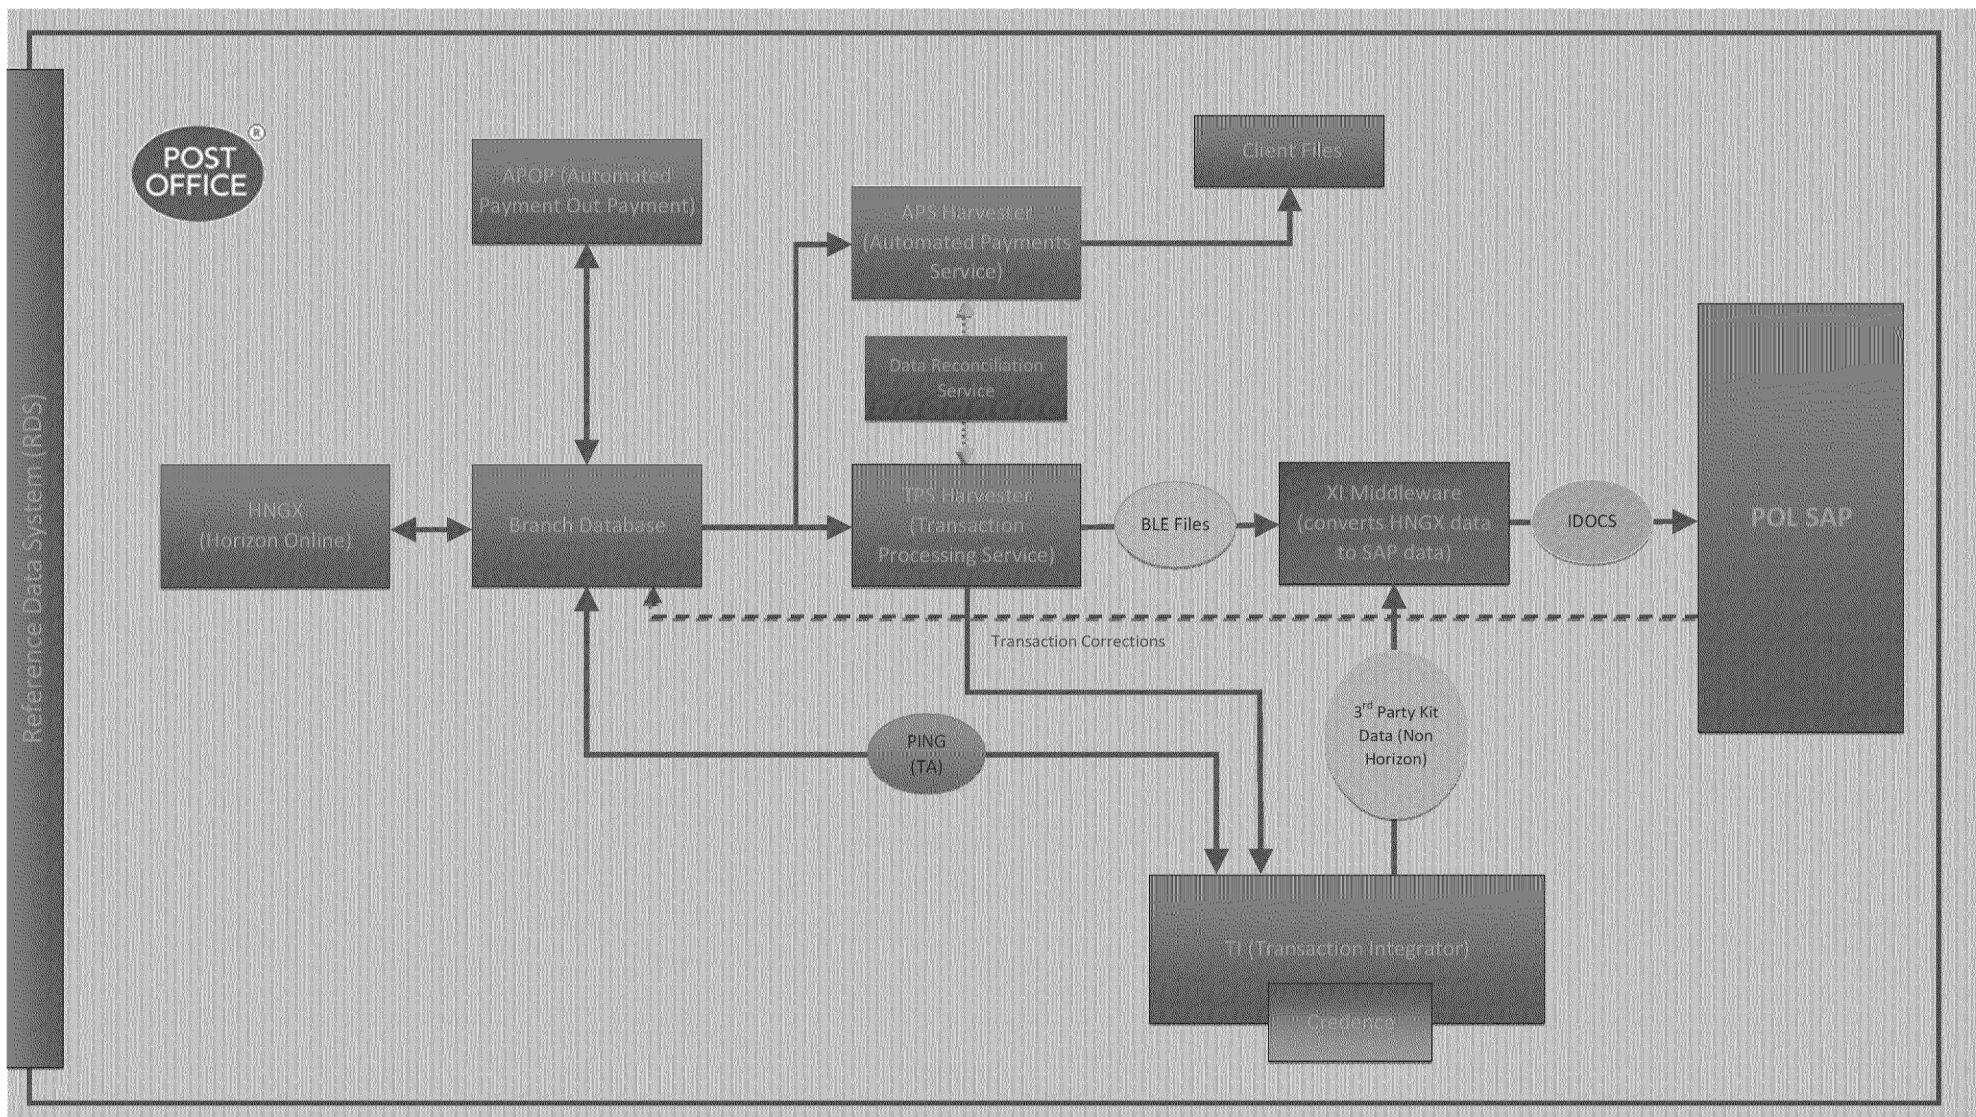 Reference Data System (RDS)
POST
OFFICE
®
APOP (Automated
Payment Out Payment)
Client Files
APS Harvester
(Automated Payments
Service)
Data Reconciliation
Service
HNGX
(Horizon Online)
Branch Database
TPS Harvester
(Transaction
Processing Service)
BLE Files
XI Middleware
(converts HNGX data
to SAP data)
IDOCS
POL SAP
Transaction Corrections
PING
(TA)
3rd Party Kit
Data (Non
Horizon)
TI (Transaction Integrator)
Credence